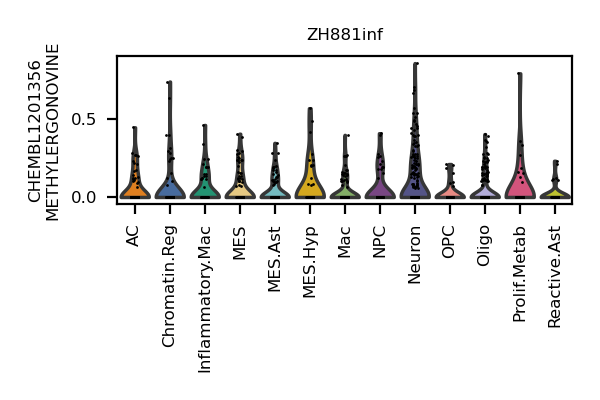 ZH881inf
CHEMBL1201356
METHYLERGONOVINE
0.5
0.0
AC
Chromatin.Reg
Inflammatory.Mac
MES
MES.Ast
MES.Hyp
Mac
NPC
Neuron
OPC
Oligo
Prolif.Metab
Reactive.Ast